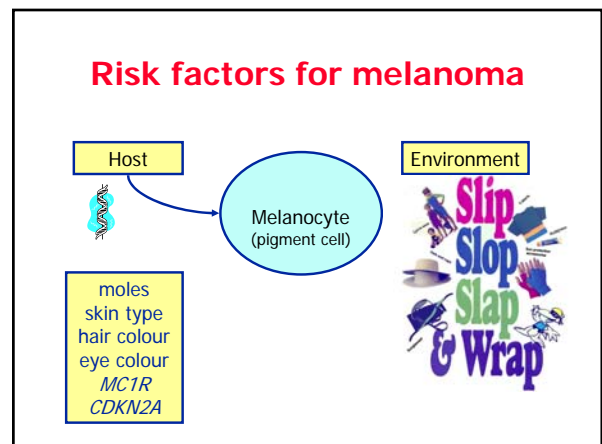 Risk factors for melanoma
Host
Environment
Melanocyte
(pigment cell)
moles
skin type
hair colour
eye colour
MC1R
CDKN2A
Slip
Slop
Slap
& Wrap